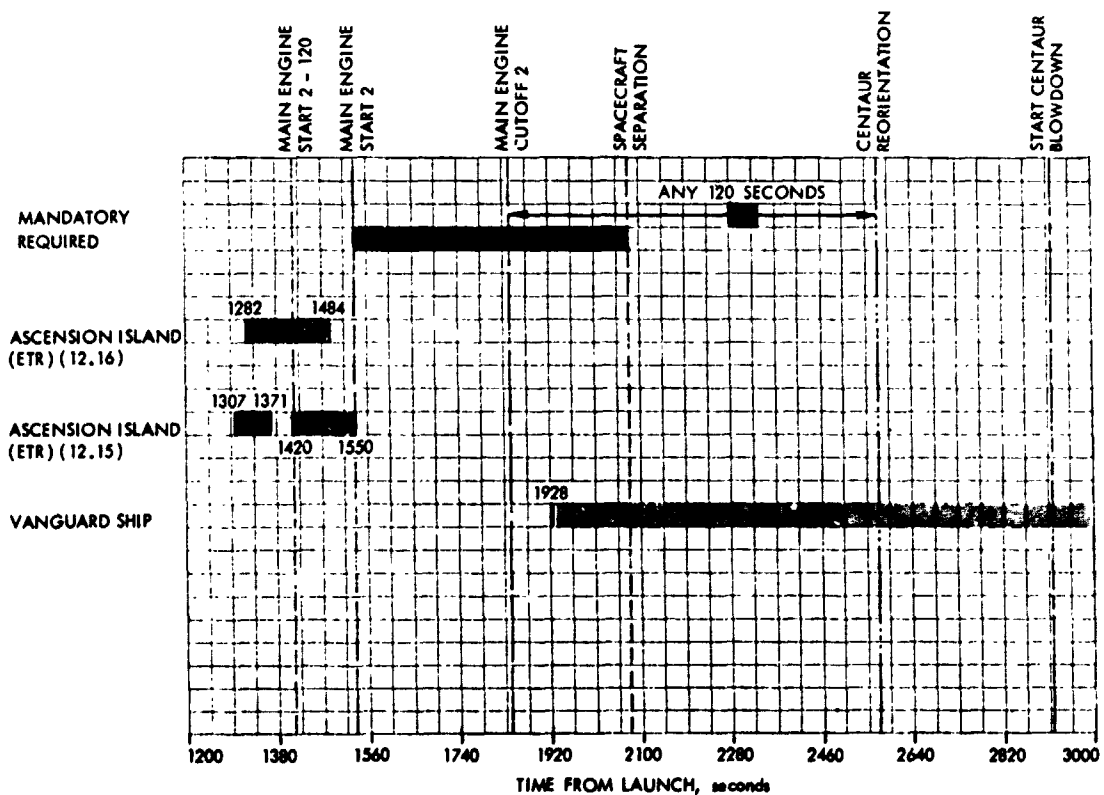 MAIN ENGINE
START 2 - 120
MAIN ENGINE
START 2
MAIN ENGINE
CUTOFF 2
SPACECRAFT
SEPARATION
CENTAUR
REORIENTATION
START CENTAUR
BLOWDOWN
MANDATORY
REQUIRED
ANY 120 SECONDS
1282 1484
ASCENSION ISLAND
(ETR) (12.16)
1307 1371
ASCENSION ISLAND
(ETR) (12.15)
1420 1550
1928
VANGUARD SHIP
1200 1380 1560 1740 1920 2100 2280 2460 2640 2820 3000
TIME FROM LAUNCH, seconds